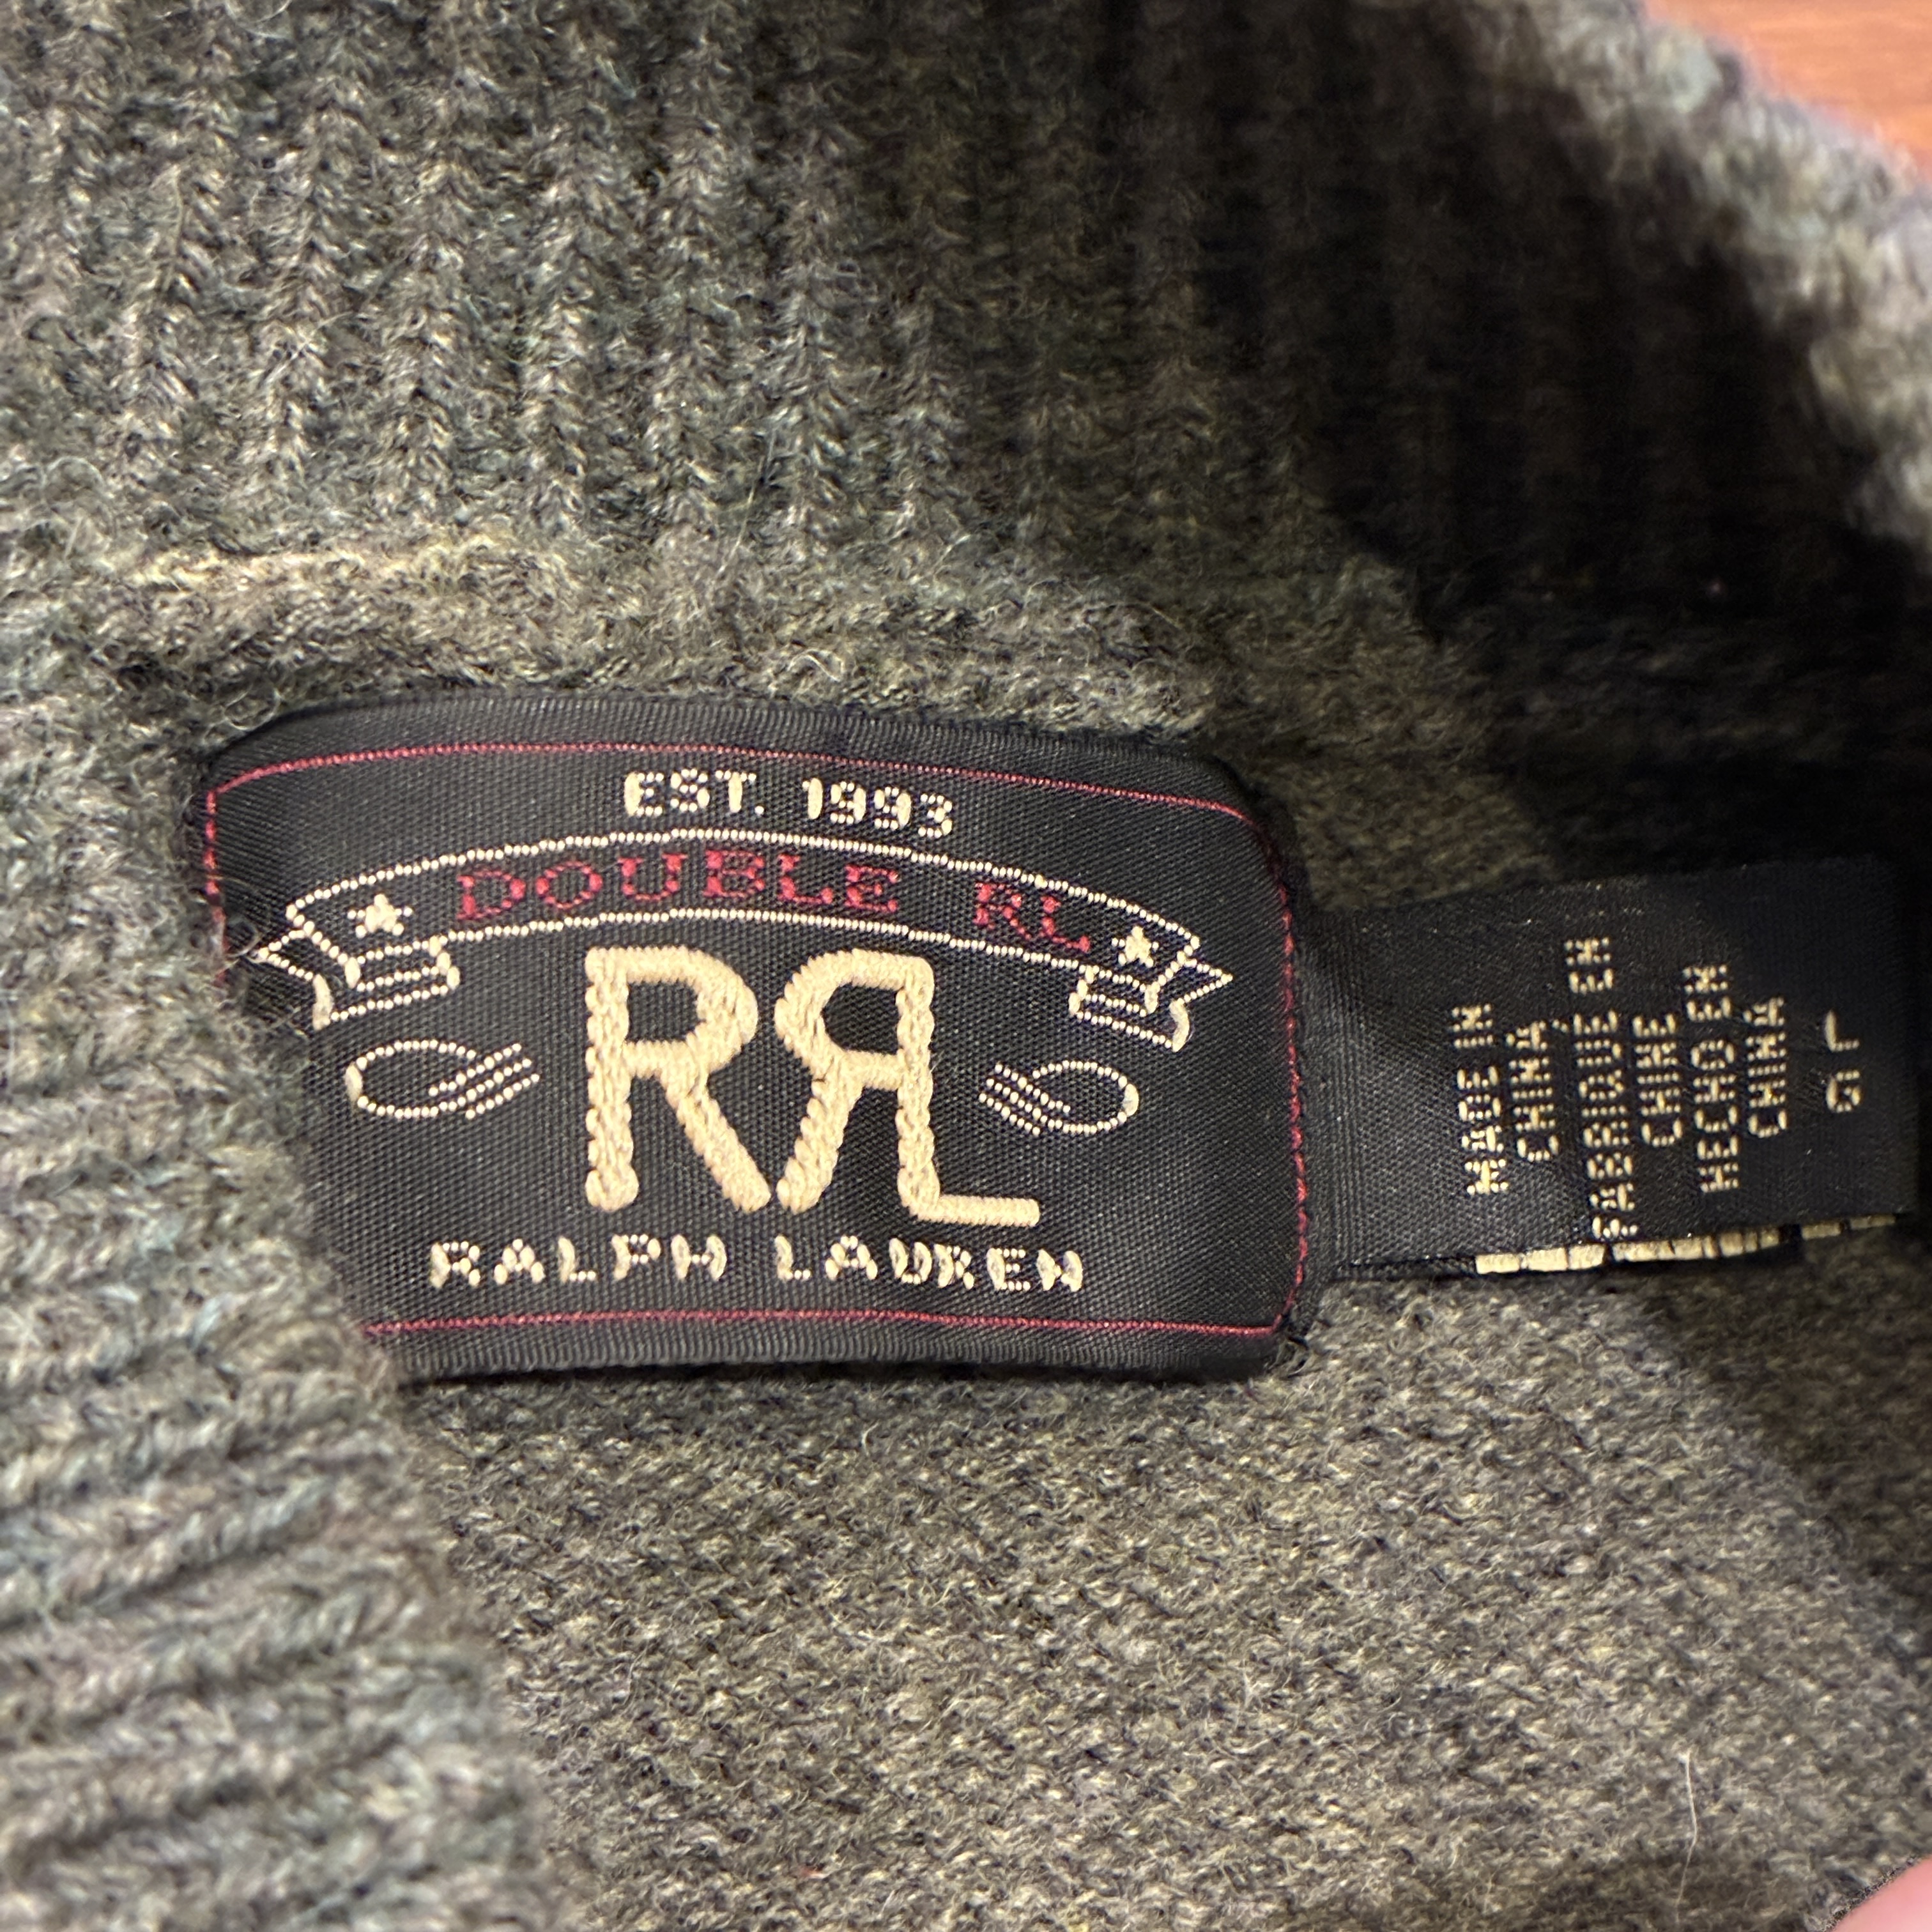 EST. 1993
DOUBLE RL
RRL
RALPH LAUREN
MADE IN
CHINA
FABRIQUÉ EN
CHINE
HECHO EN
CHINA